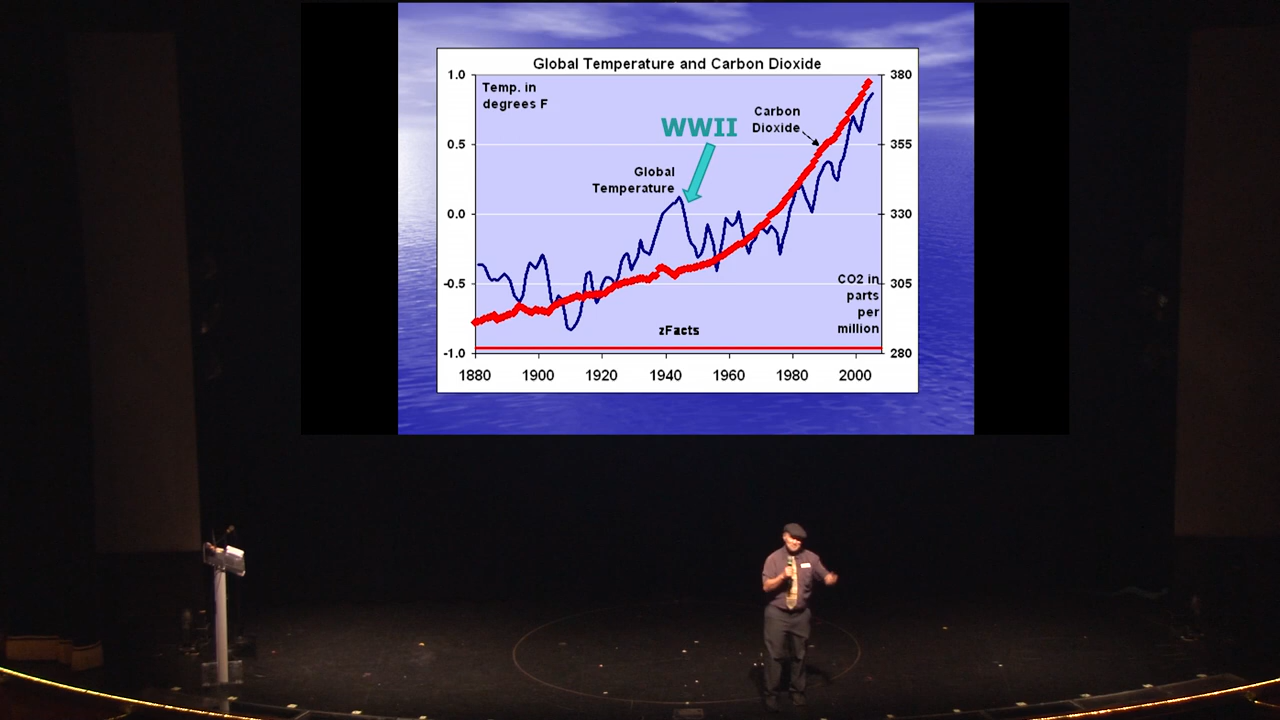 Global Temperature and Carbon Dioxide
1.0
380
Temp. in
degrees F
WWII
Carbon
Dioxide
0.5
355
Global
Temperature
0.0
330
-0.5
305
CO2 in
parts
per
million
zFacts
-1.0
280
1880 1900 1920 1940 1960 1980 2000